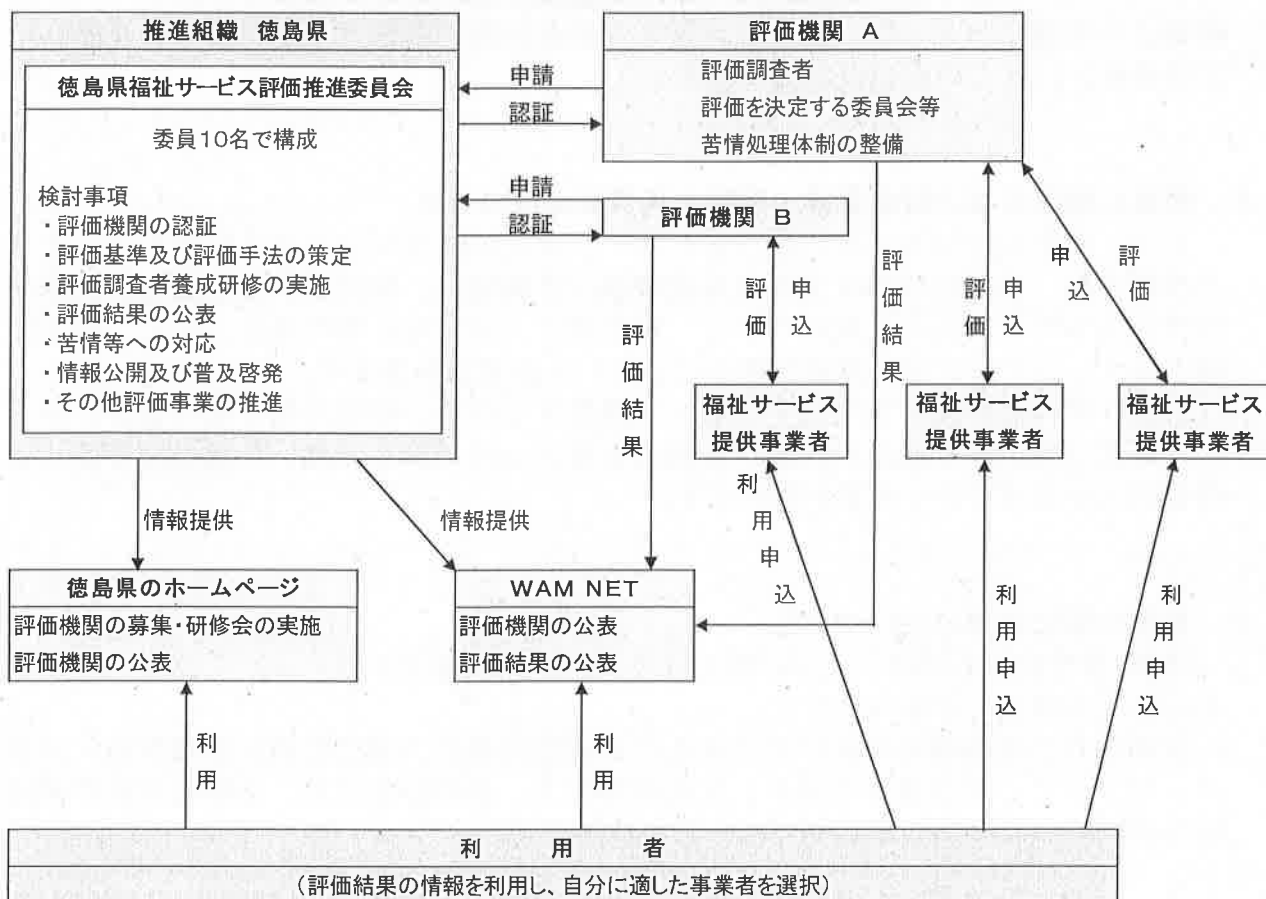 推進組織 徳島県
徳島県福祉サービス評価推進委員会
委員10名で構成
検討事項
・評価機関の認証
・評価基準及び評価手法の策定
・評価調査者養成研修の実施
・評価結果の公表
・苦情等への対応
・情報公開及び普及啓発
・その他評価事業の推進
申請
認証
申請
認証
評価機関 A
評価調査者
評価を決定する委員会等
苦情処理体制の整備
評価機関 B
評価結果
評価
申込
評価結果
評価
申込
申込
評価
福祉サービス
提供事業者
福祉サービス
提供事業者
福祉サービス
提供事業者
情報提供
情報提供
利用申込
利用申込
利用申込
徳島県のホームページ
評価機関の募集・研修会の実施
評価機関の公表
WAM NET
評価機関の公表
評価結果の公表
利用
利用
利 用 者
(評価結果の情報を利用し、自分に適した事業者を選択)